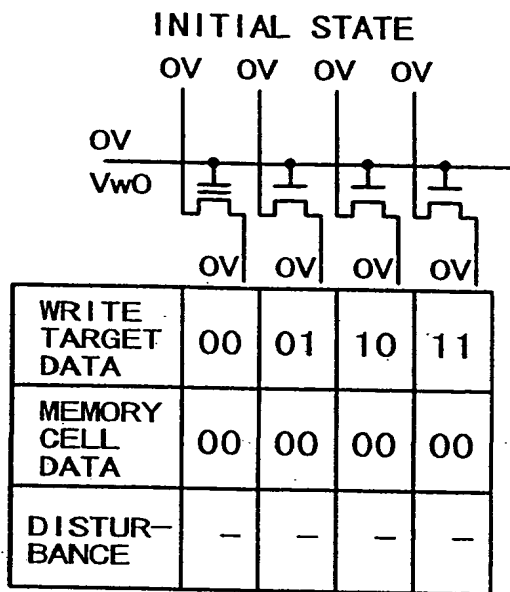 INITIAL STATE
0V 0V 0V 0V
0V
Vw0
0V 0V 0V 0V
WRITE
TARGET
DATA
00 01 10 11
MEMORY
CELL
DATA
00 00 00 00
DISTUR-
BANCE
- - - -